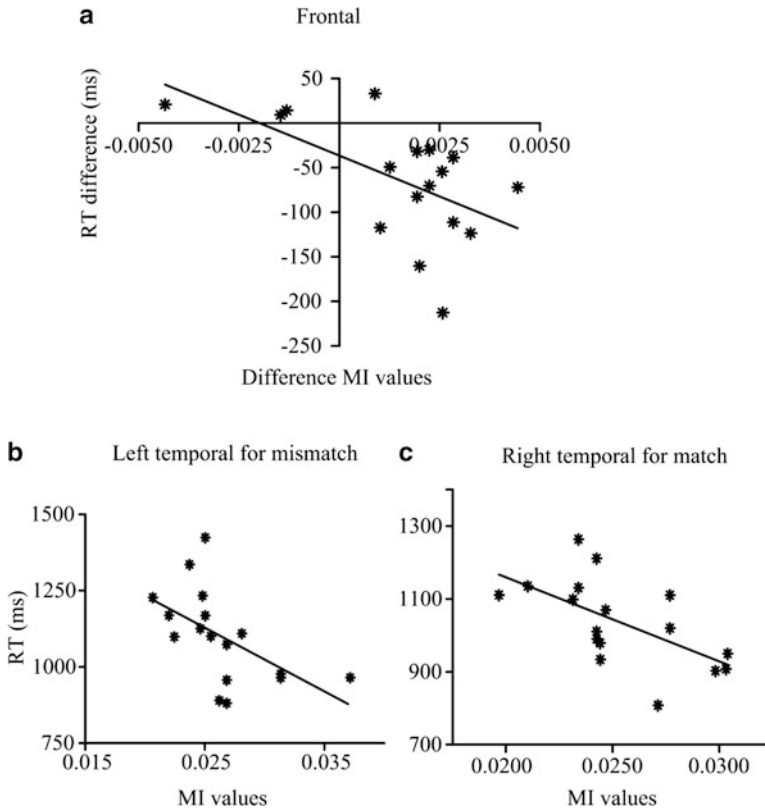 a
Frontal
RT difference (ms)
50
-0.0050
-0.0025
0.0025
0.0050
-50
-100
-150
-200
-250
Difference MI values
b
Left temporal for mismatch
RT (ms)
1500
1250
1000
750
0.015
0.025
0.035
MI values
c
Right temporal for match
1300
1100
900
700
0.0200
0.0250
0.0300
MI values